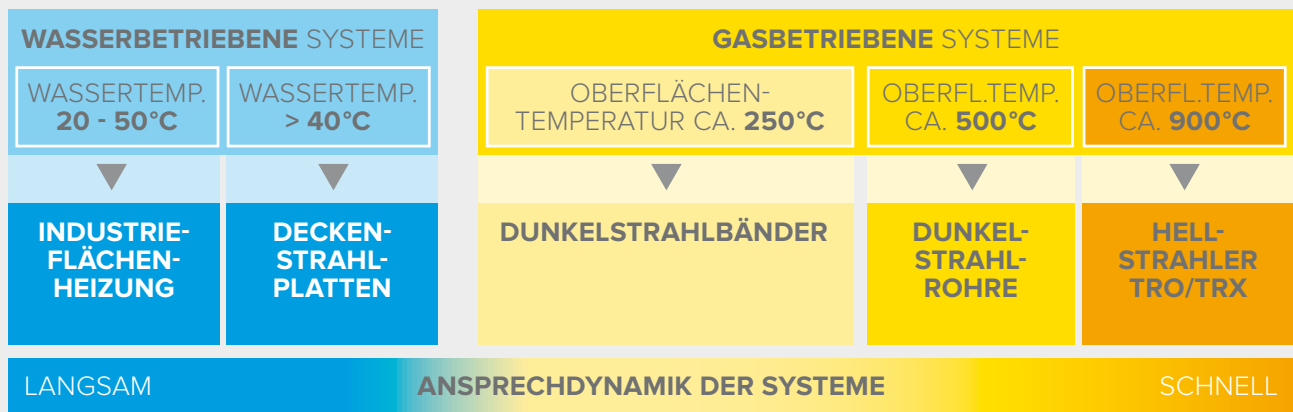 WASSERBETRIEBENE SYSTEME
WASSERTEMP.
20 - 50°C
WASSERTEMP.
> 40°C
INDUSTRIE-
FLÄCHEN-
HEIZUNG
DECKEN-
STRAHL-
PLATTEN
GASBETRIEBENE SYSTEME
OBERFLÄCHEN-
TEMPERATUR CA. 250°C
OBERFL.TEMP.
CA. 500°C
OBERFL.TEMP.
CA. 900°C
DUNKELSTRAHLBÄNDER
DUNKEL-
STRAHL-
ROHRE
HELL-
STRAHLER
TRO/TRX
LANGSAM
ANSPRECHDYNAMIK DER SYSTEME
SCHNELL